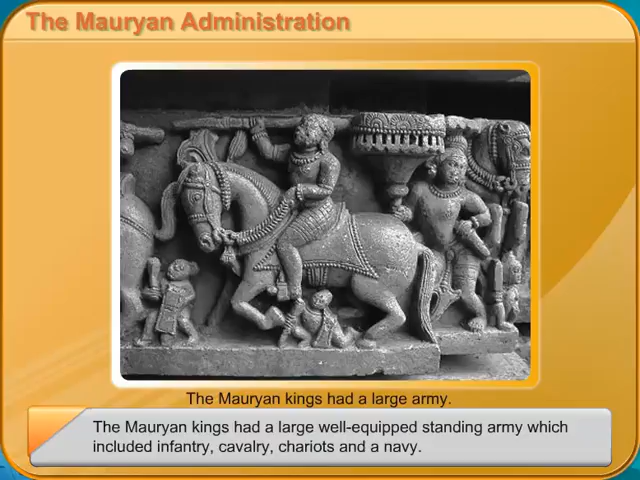 The Mauryan Administration
The Mauryan kings had a large army.
The Mauryan kings had a large well-equipped standing army which
included infantry, cavalry, chariots and a navy.